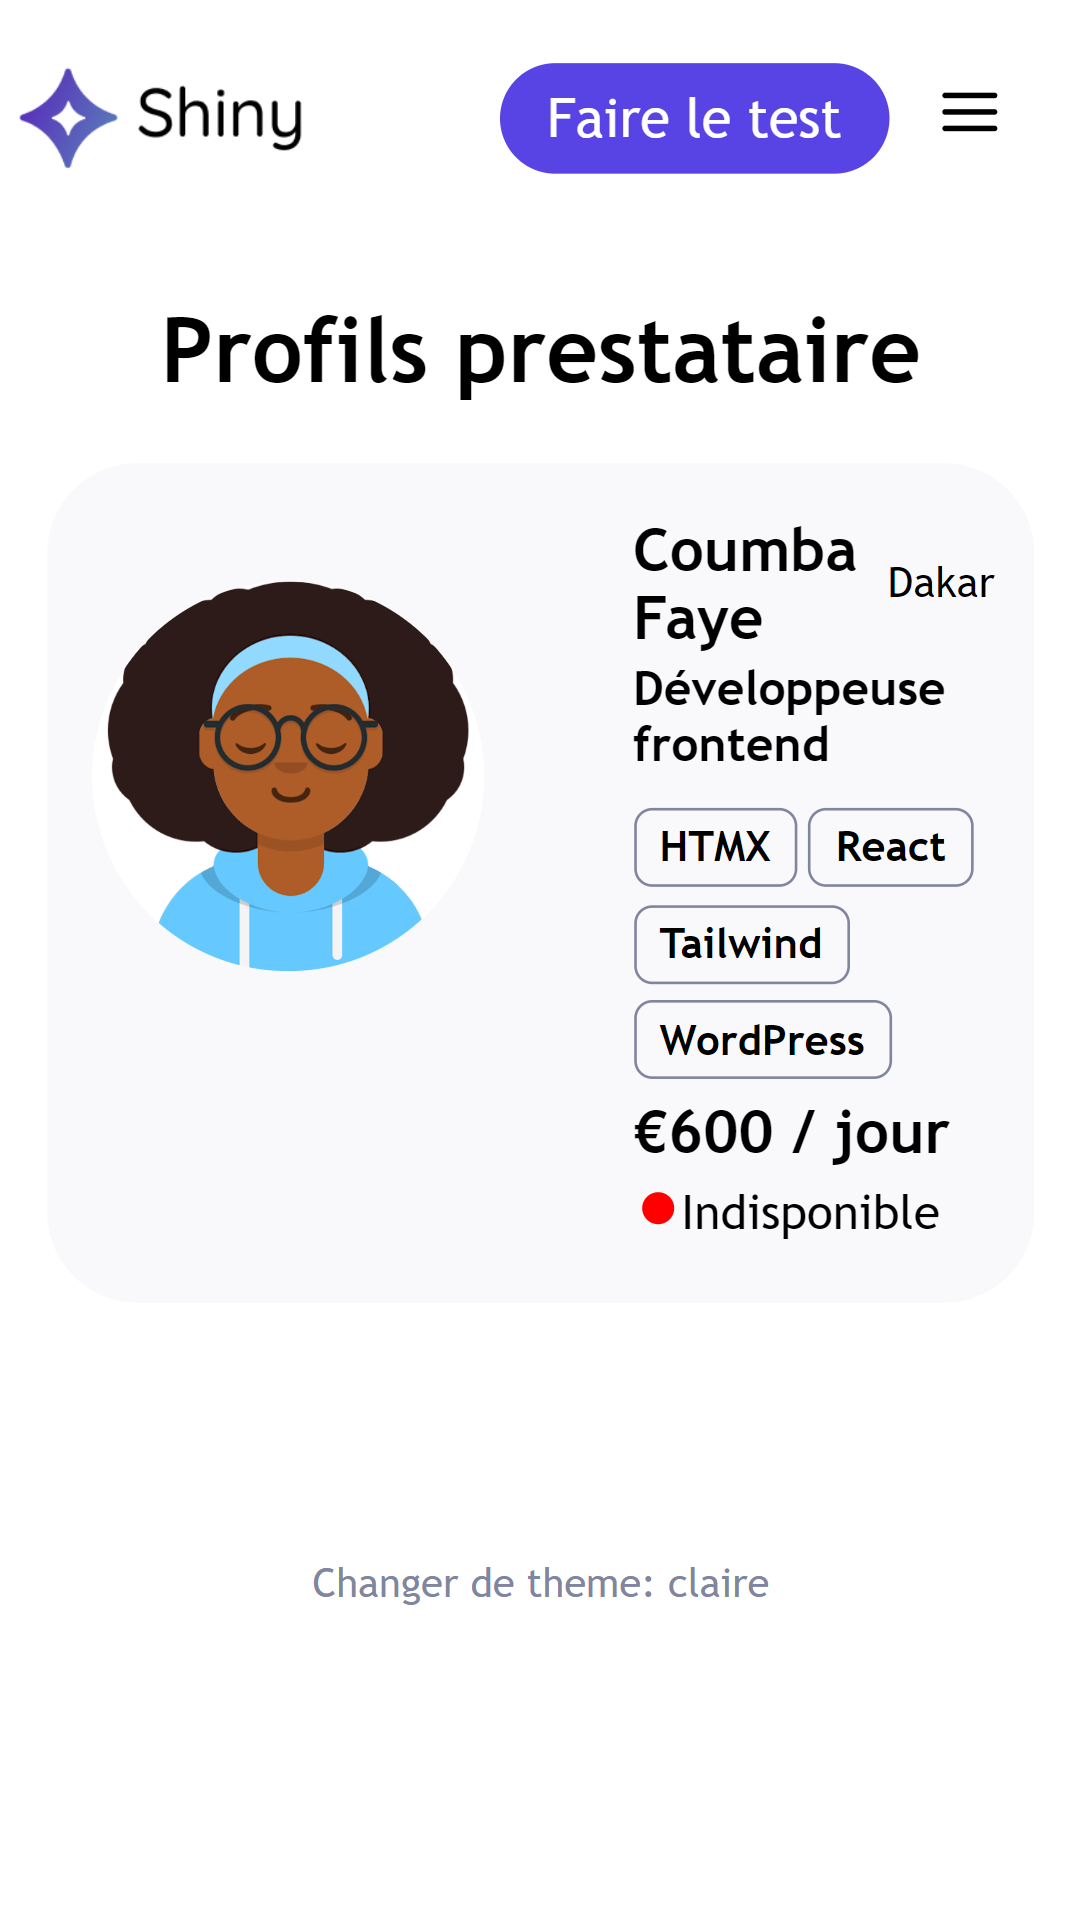 Shiny
Faire le test
Profils prestataire
Coumba
Faye
Dakar
Développeuse
frontend
HTMX
React
Tailwind
WordPress
€600 / jour
Indisponible
Changer de theme: claire